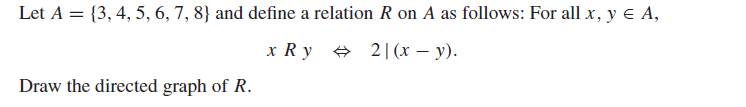 Let A = {3, 4, 5, 6, 7, 8} and define a relation R on A as follows: For all x, y ∈ A,
x R y ⇔ 2 | (x − y).
Draw the directed graph of R.